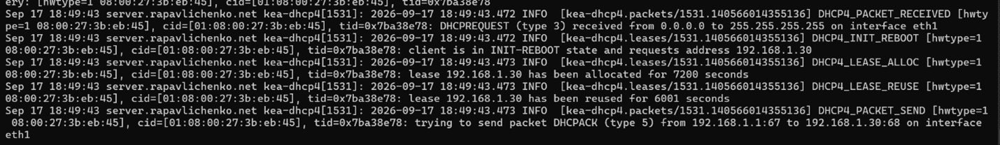 ery: [hwtype=1 08:00:27:3b:eb:45], cid=[01:08:00:27:3b:eb:45], tid=0x7ba38e78
Sep 17 18:49:43 server.rapavlichenko.net kea-dhcp4[1531]: 2026-09-17 18:49:43.472 INFO  [kea-dhcp4.packets/1531.140566014355136] DHCP4_PACKET_RECEIVED [hwty
pe=1 08:00:27:3b:eb:45], cid=[01:08:00:27:3b:eb:45], tid=0x7ba38e78: DHCPREQUEST (type 3) received from 0.0.0.0 to 255.255.255.255 on interface eth1
Sep 17 18:49:43 server.rapavlichenko.net kea-dhcp4[1531]: 2026-09-17 18:49:43.472 INFO  [kea-dhcp4.leases/1531.140566014355136] DHCP4_INIT_REBOOT [hwtype=1
08:00:27:3b:eb:45], cid=[01:08:00:27:3b:eb:45], tid=0x7ba38e78: client is in INIT-REBOOT state and requests address 192.168.1.30
Sep 17 18:49:43 server.rapavlichenko.net kea-dhcp4[1531]: 2026-09-17 18:49:43.473 INFO  [kea-dhcp4.leases/1531.140566014355136] DHCP4_LEASE_ALLOC [hwtype=1
08:00:27:3b:eb:45], cid=[01:08:00:27:3b:eb:45], tid=0x7ba38e78: lease 192.168.1.30 has been allocated for 7200 seconds
Sep 17 18:49:43 server.rapavlichenko.net kea-dhcp4[1531]: 2026-09-17 18:49:43.473 INFO  [kea-dhcp4.leases/1531.140566014355136] DHCP4_LEASE_REUSE [hwtype=1
08:00:27:3b:eb:45], cid=[01:08:00:27:3b:eb:45], tid=0x7ba38e78: lease 192.168.1.30 has been reused for 6001 seconds
Sep 17 18:49:43 server.rapavlichenko.net kea-dhcp4[1531]: 2026-09-17 18:49:43.473 INFO  [kea-dhcp4.packets/1531.140566014355136] DHCP4_PACKET_SEND [hwtype=1
 08:00:27:3b:eb:45], cid=[01:08:00:27:3b:eb:45], tid=0x7ba38e78: trying to send packet DHCPACK (type 5) from 192.168.1.1:67 to 192.168.1.30:68 on interface
eth1